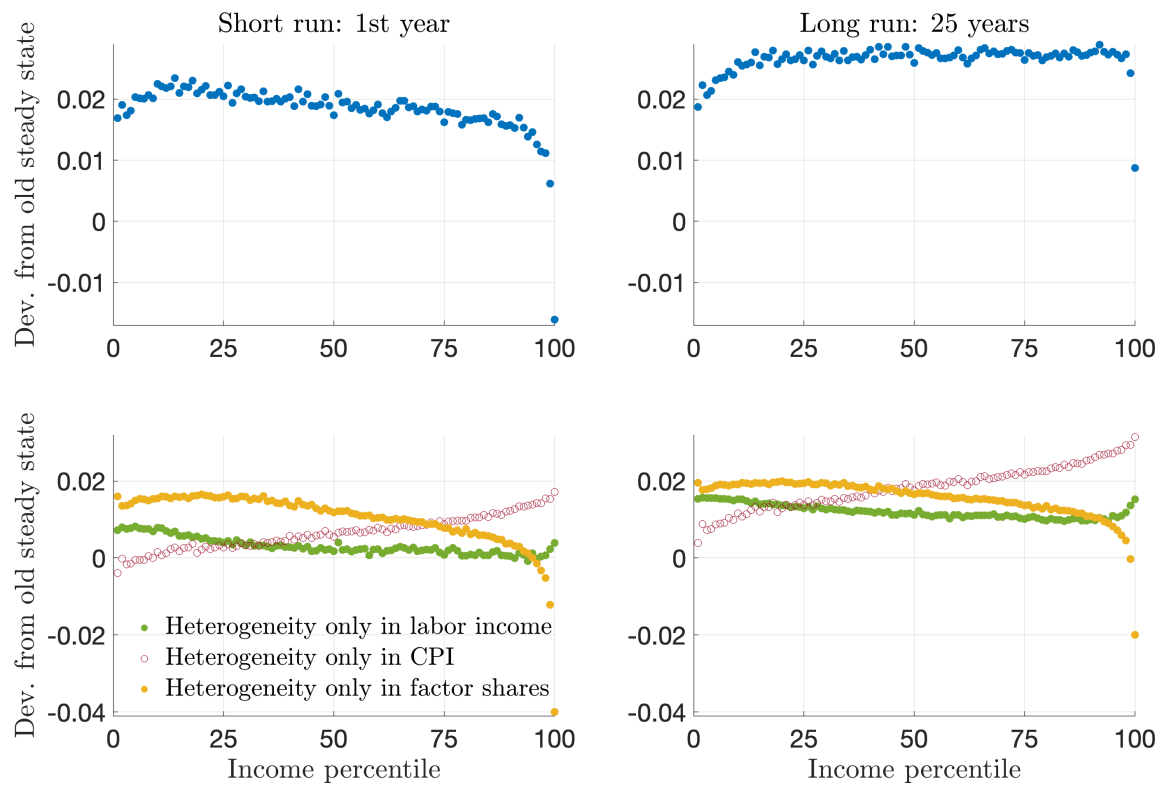 Short run: 1st year
Dev. from old steady state
0.02
0.01
0
-0.01
0 25 50 75 100
Long run: 25 years
0.02
0.01
0
-0.01
0 25 50 75 100
Dev. from old steady state
0.02
0
-0.02
-0.04
Heterogeneity only in labor income
Heterogeneity only in CPI
Heterogeneity only in factor shares
0 25 50 75 100
Income percentile
0.02
0
-0.02
-0.04
0 25 50 75 100
Income percentile